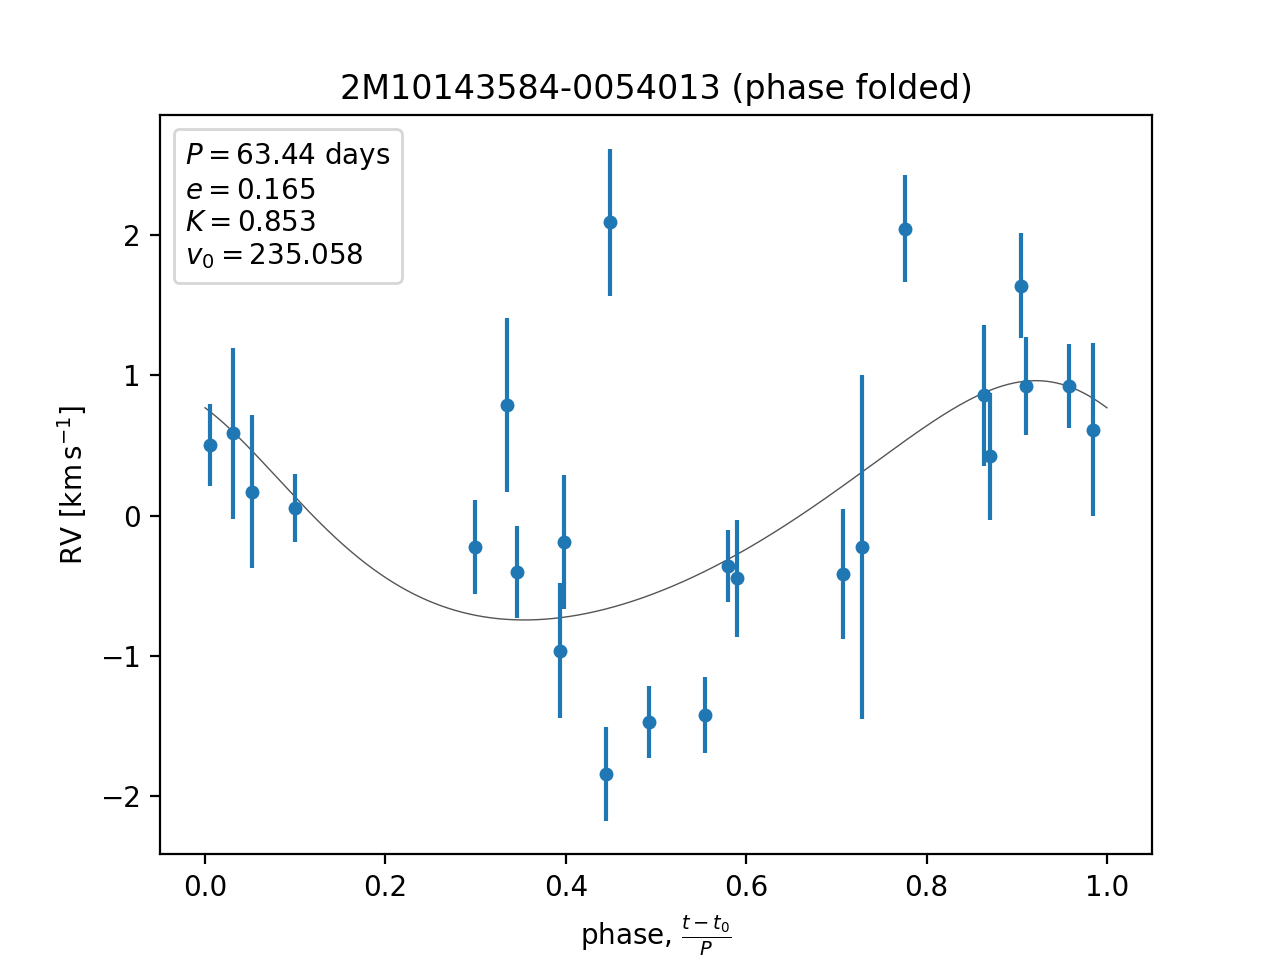 2M10143584-0054013 (phase folded)
P = 63.44 days
e = 0.165
K = 0.853
v₀ = 235.058
RV [km s⁻¹]
2
1
0
−1
−2
0.0 0.2 0.4 0.6 0.8 1.0
phase, (t − t₀)/P